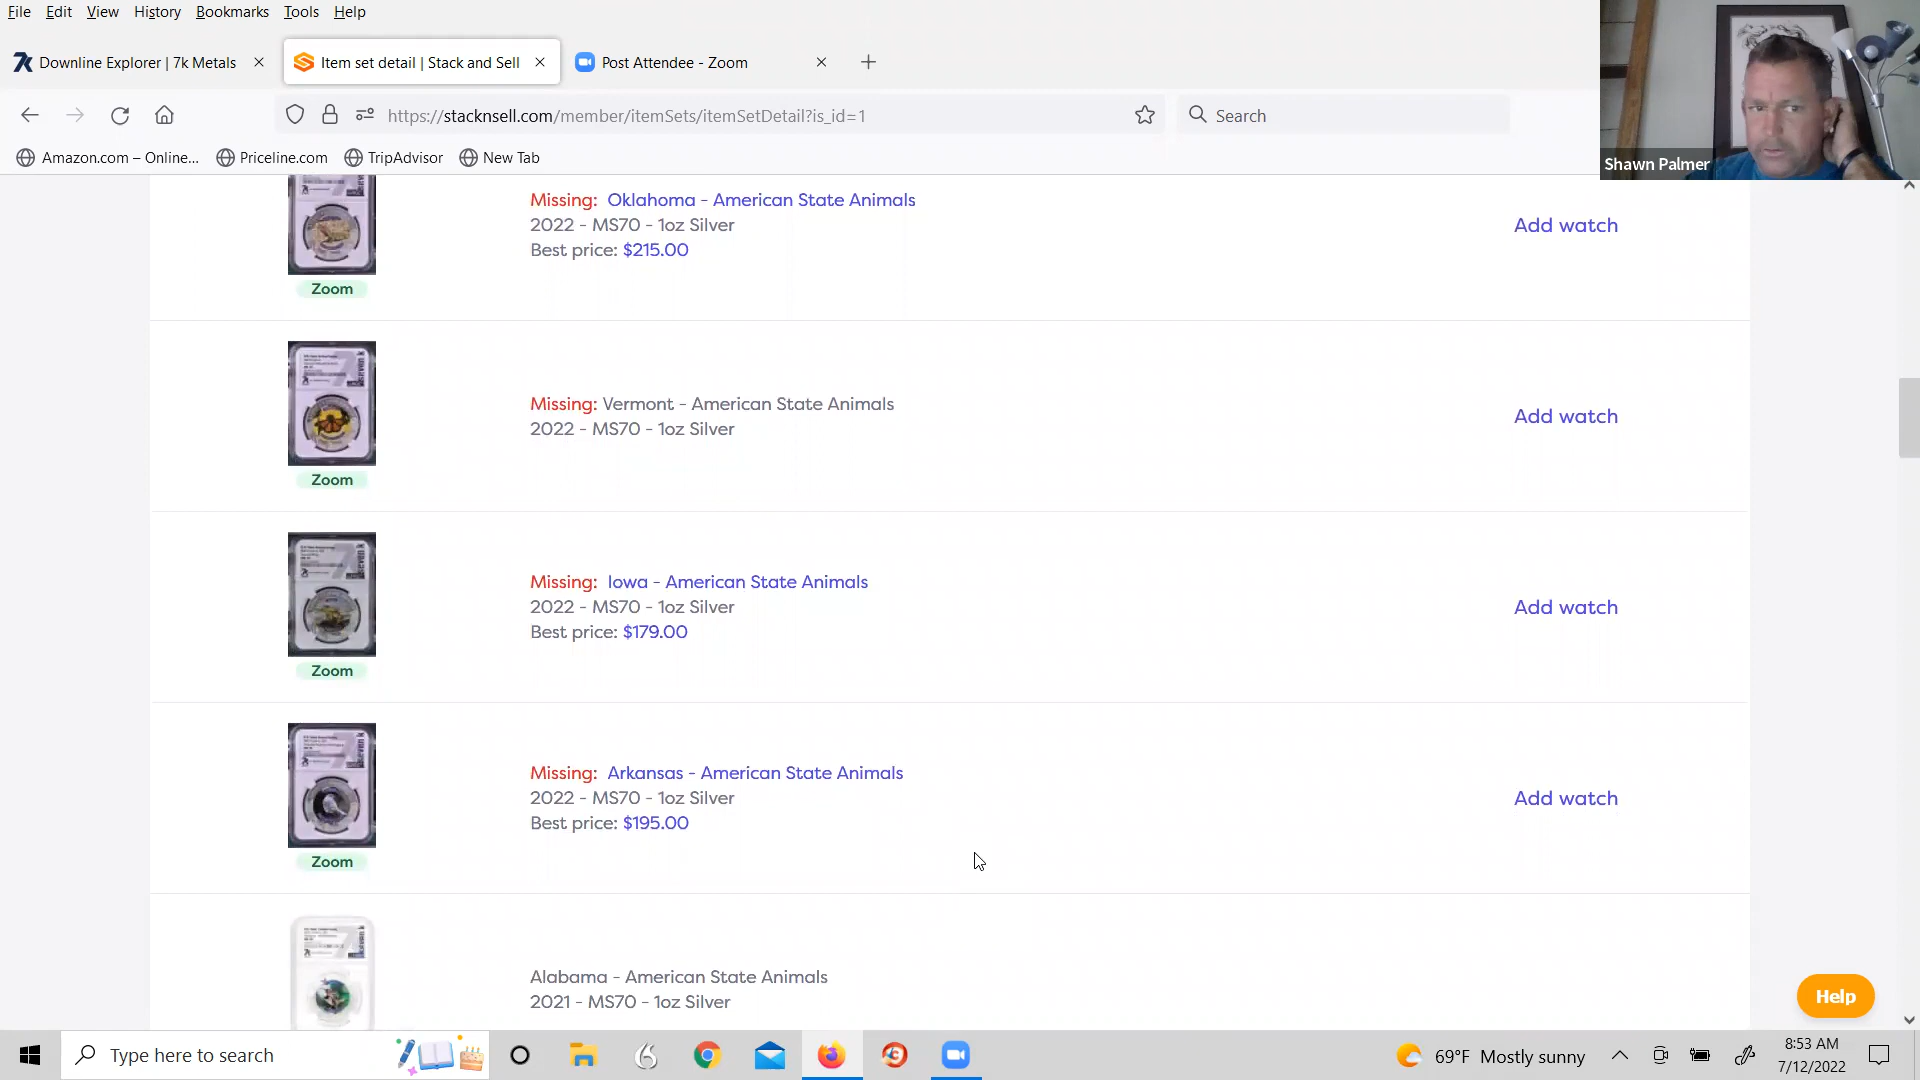 File Edit View History Bookmarks Tools Help
Downline Explorer | 7k Metals
Item set detail | Stack and Sell
Post Attendee - Zoom
https://stacknsell.com/member/itemSets/itemSetDetail?is_id=1
Search
Amazon.com – Online...
Priceline.com
TripAdvisor
New Tab
Shawn Palmer
Missing: Oklahoma - American State Animals
2022 - MS70 - 1oz Silver
Best price: $215.00
Add watch
Zoom
Missing: Vermont - American State Animals
2022 - MS70 - 1oz Silver
Add watch
Zoom
Missing: Iowa - American State Animals
2022 - MS70 - 1oz Silver
Best price: $179.00
Add watch
Zoom
Missing: Arkansas - American State Animals
2022 - MS70 - 1oz Silver
Best price: $195.00
Add watch
Zoom
Alabama - American State Animals
2021 - MS70 - 1oz Silver
Help
Type here to search
69°F Mostly sunny
8:53 AM
7/12/2022